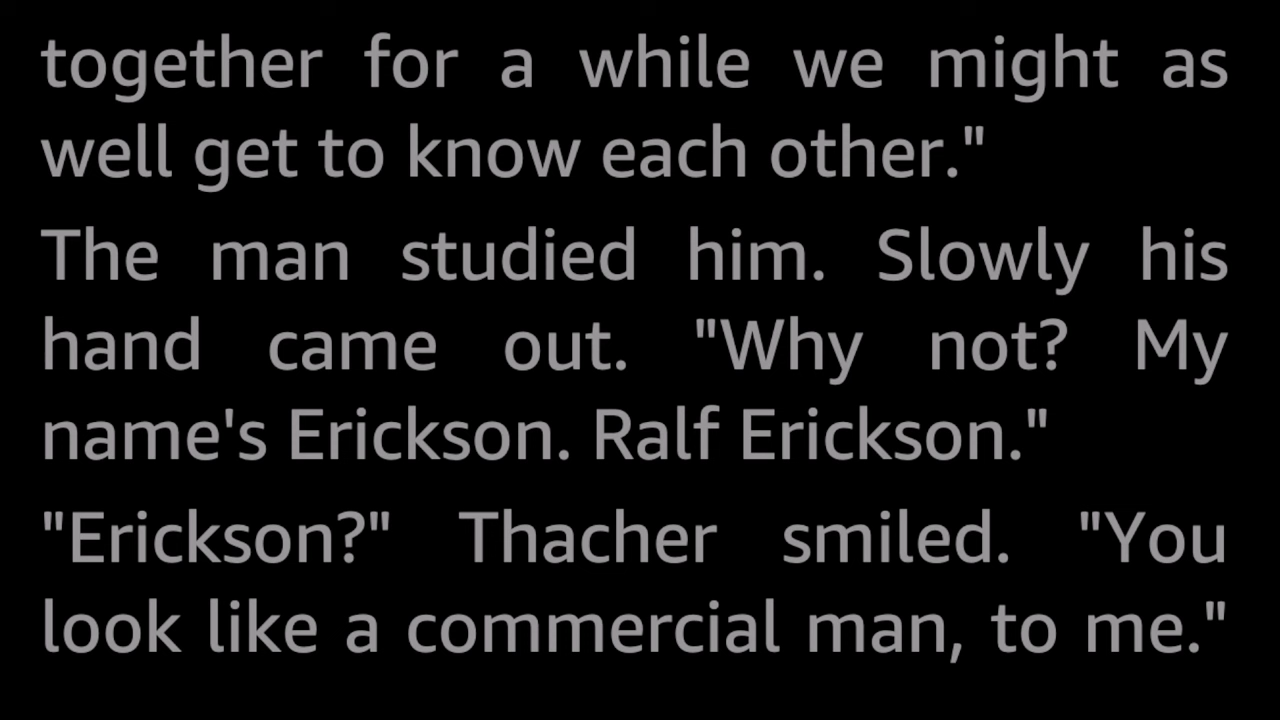 together for a while we might as
well get to know each other."
The man studied him. Slowly his
hand came out. "Why not? My
name's Erickson. Ralf Erickson."
"Erickson?" Thacher smiled. "You
look like a commercial man, to me."